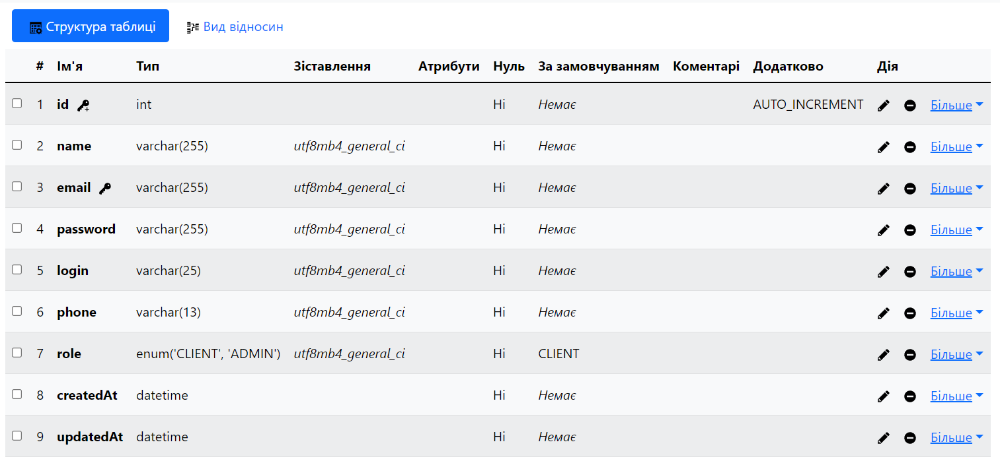 Структура таблиці Вид відносин
# Ім'я Тип Зіставлення Атрибути Нуль За замовчуванням Коментарі Додатково Дія
1 id int Ні Немає AUTO_INCREMENT Більше
2 name varchar(255) utf8mb4_general_ci Ні Немає Більше
3 email varchar(255) utf8mb4_general_ci Ні Немає Більше
4 password varchar(255) utf8mb4_general_ci Ні Немає Більше
5 login varchar(25) utf8mb4_general_ci Ні Немає Більше
6 phone varchar(13) utf8mb4_general_ci Ні Немає Більше
7 role enum('CLIENT', 'ADMIN') utf8mb4_general_ci Ні CLIENT Більше
8 createdAt datetime Ні Немає Більше
9 updatedAt datetime Ні Немає Більше